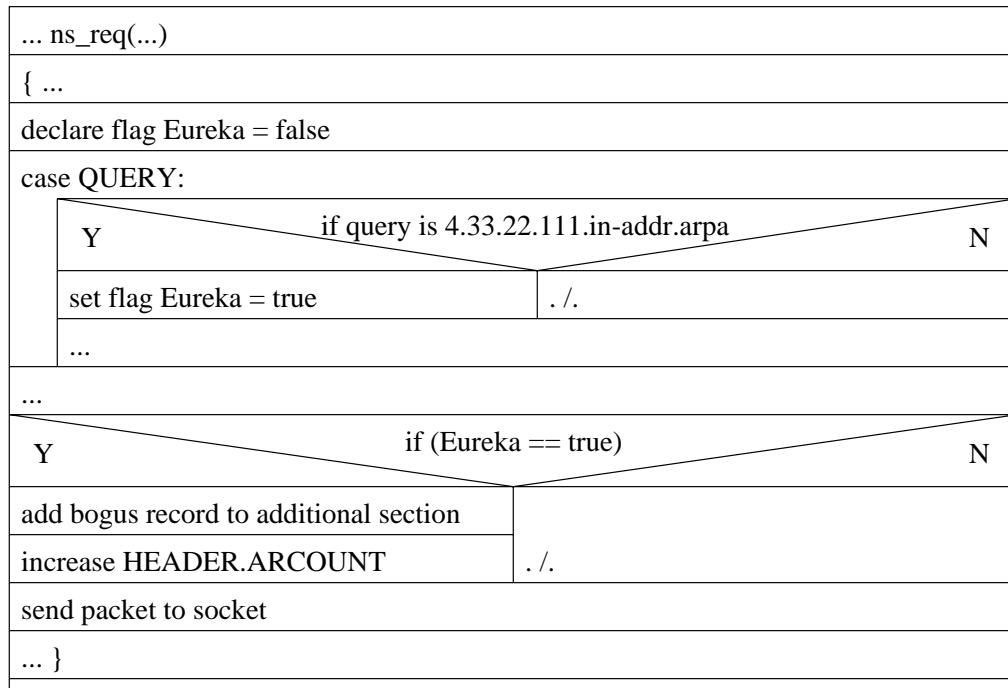 ... ns_req(...)
{ ...
declare flag Eureka = false
case QUERY:
if query is 4.33.22.111.in-addr.arpa
Y N
set flag Eureka = true . /.
...
...
if (Eureka == true)
Y N
add bogus record to additional section
increase HEADER.ARCOUNT . /.
send packet to socket
... }